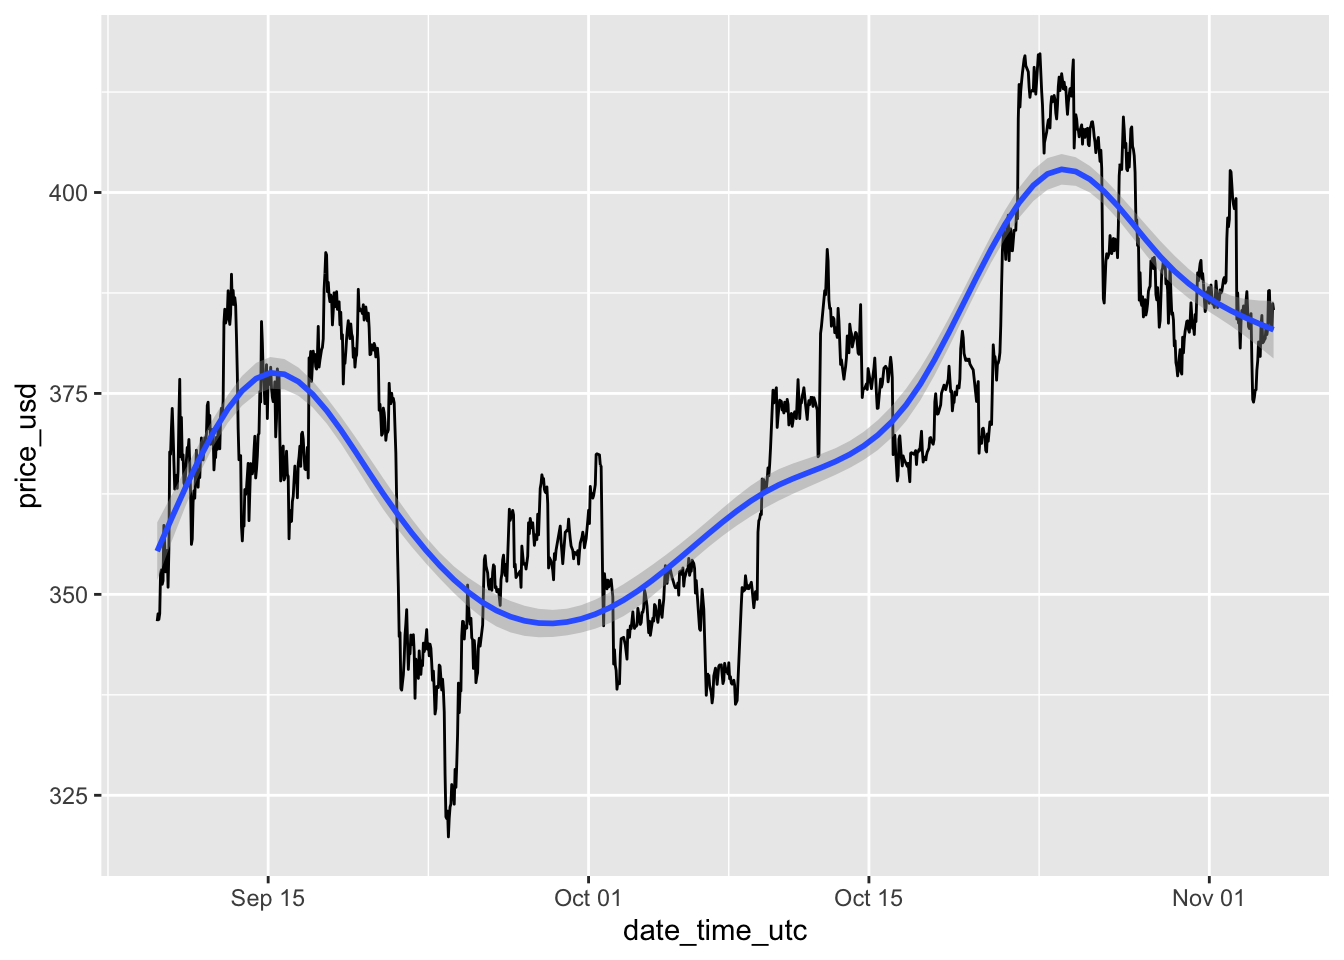 price_usd
400
375
350
325
Sep 15
Oct 01
Oct 15
Nov 01
date_time_utc